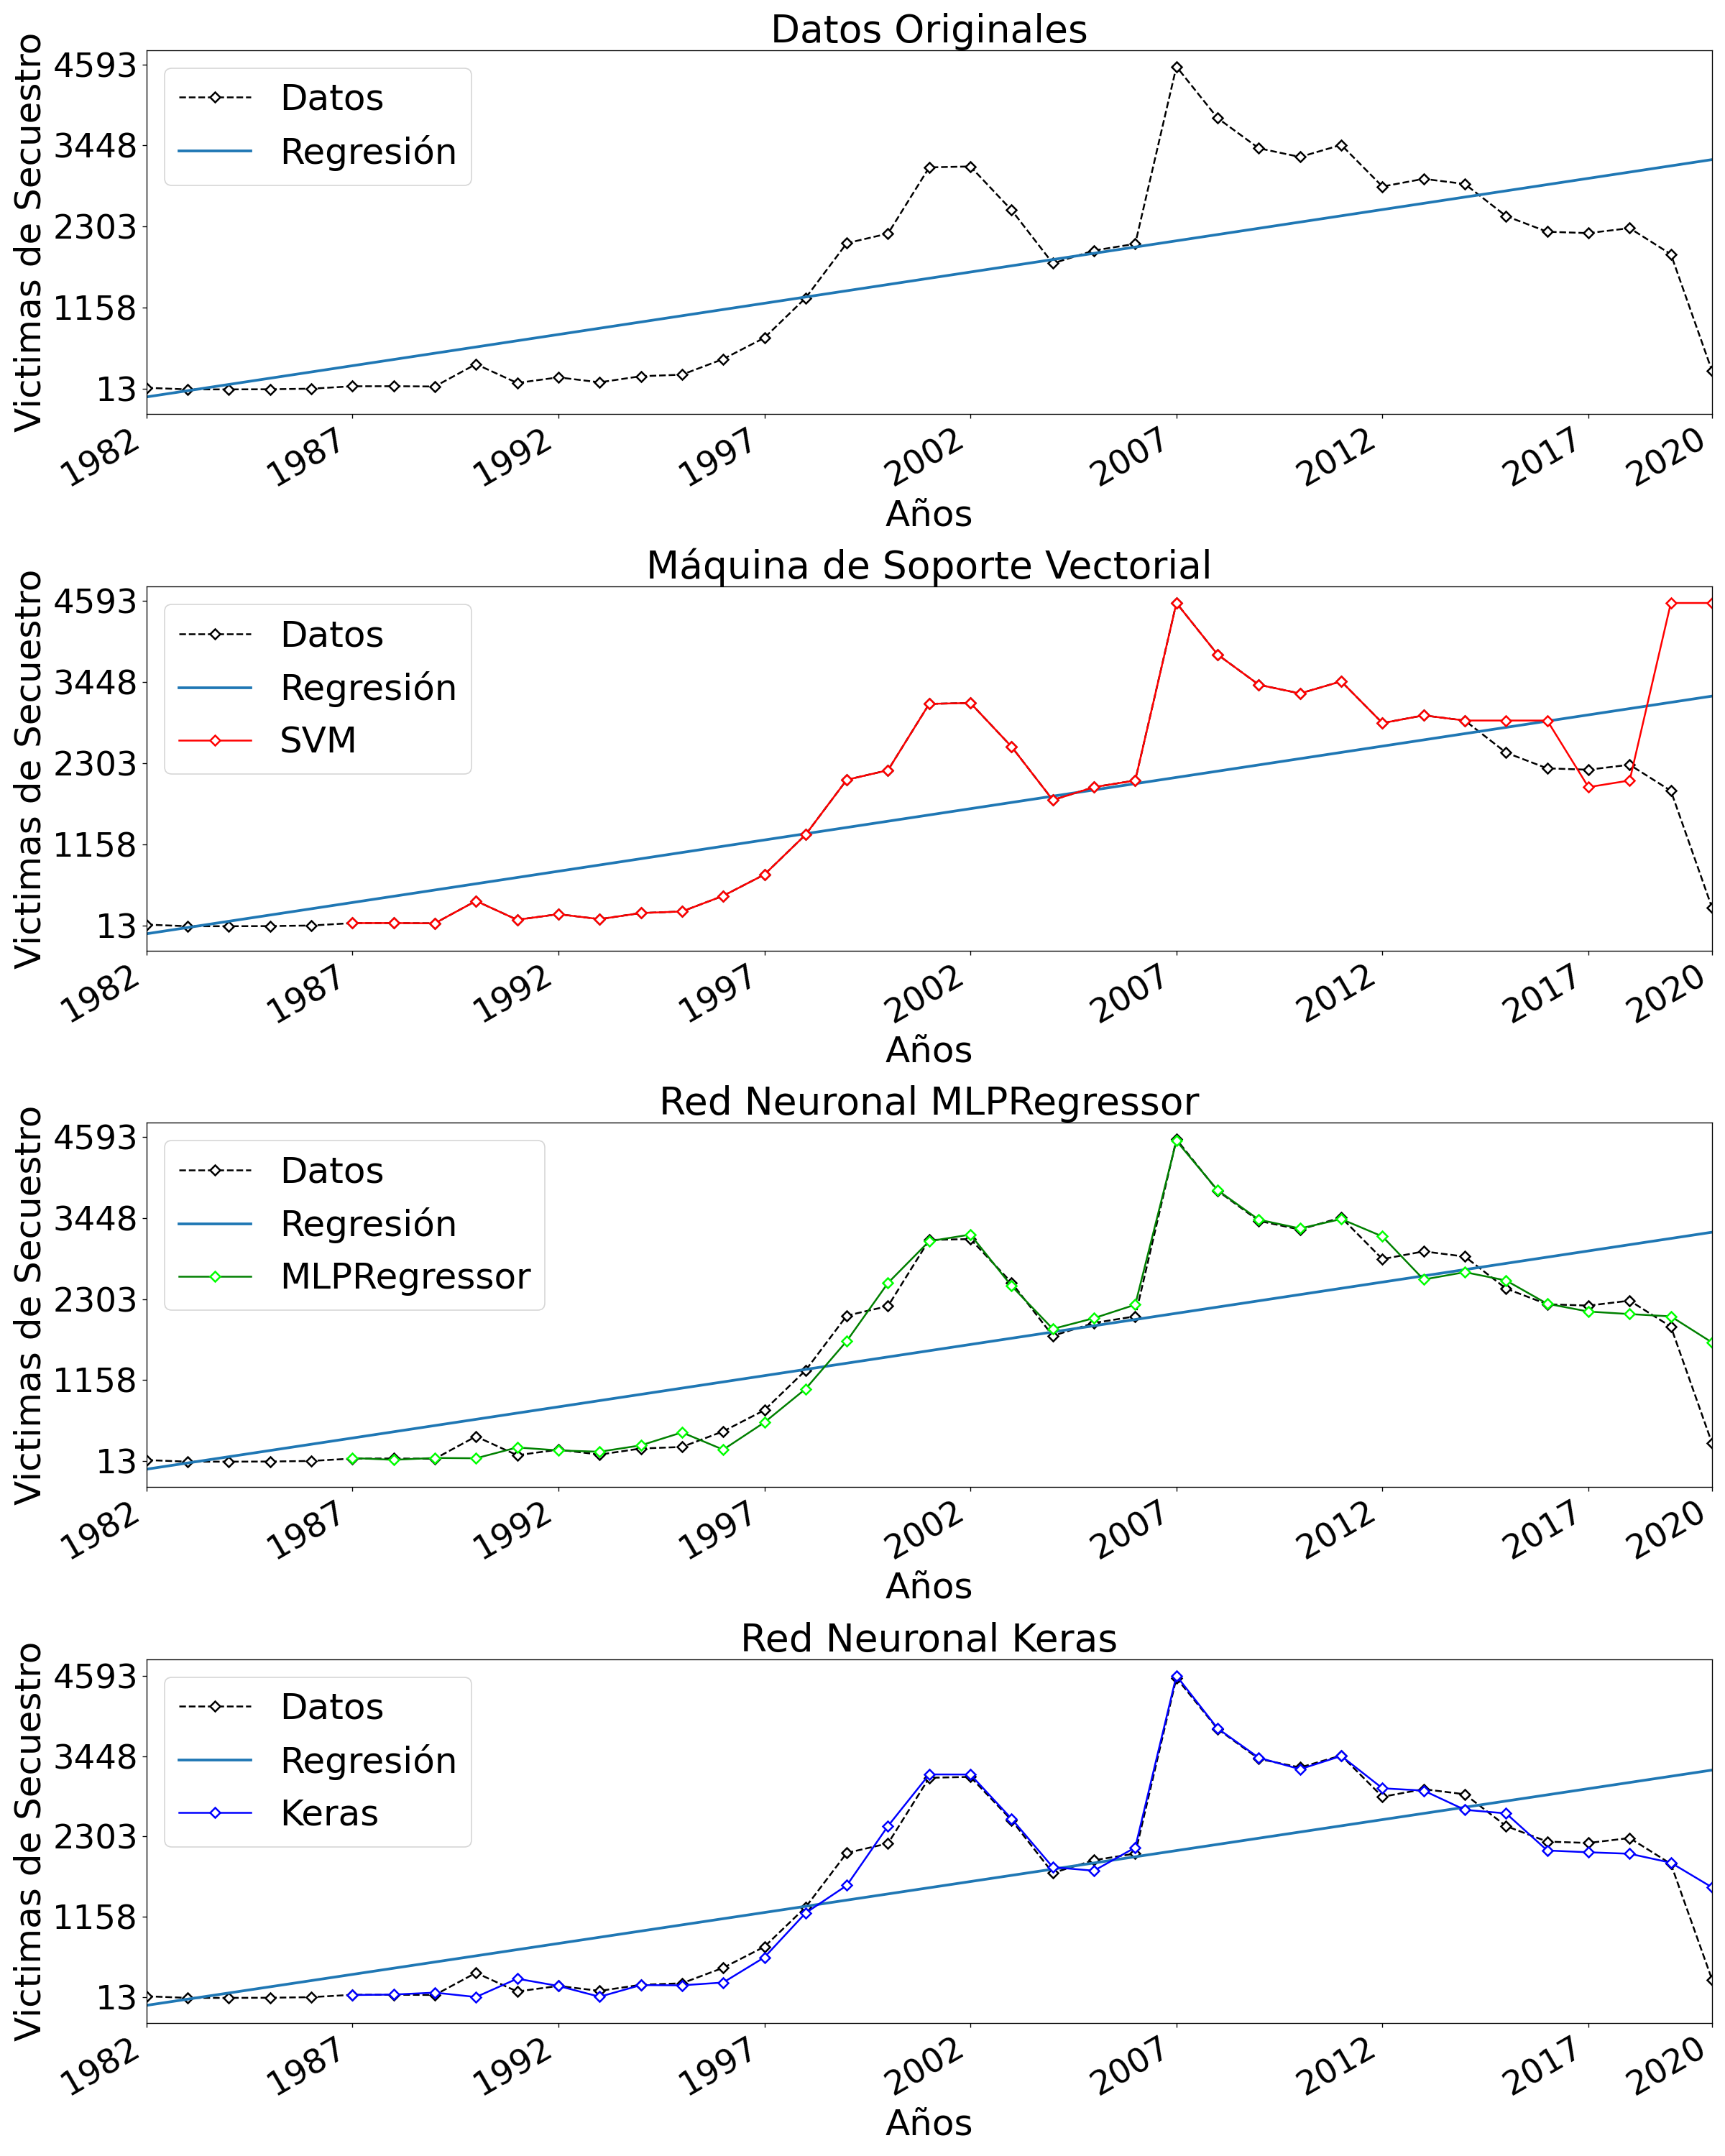 Datos Originales
Victimas de Secuestro
4593
3448
2303
1158
13
Datos
Regresión
1982
1987
1992
1997
2002
2007
2012
2017
2020
Años
Máquina de Soporte Vectorial
Victimas de Secuestro
4593
3448
2303
1158
13
Datos
Regresión
SVM
1982
1987
1992
1997
2002
2007
2012
2017
2020
Años
Red Neuronal MLPRegressor
Victimas de Secuestro
4593
3448
2303
1158
13
Datos
Regresión
MLPRegressor
1982
1987
1992
1997
2002
2007
2012
2017
2020
Años
Red Neuronal Keras
Victimas de Secuestro
4593
3448
2303
1158
13
Datos
Regresión
Keras
1982
1987
1992
1997
2002
2007
2012
2017
2020
Años